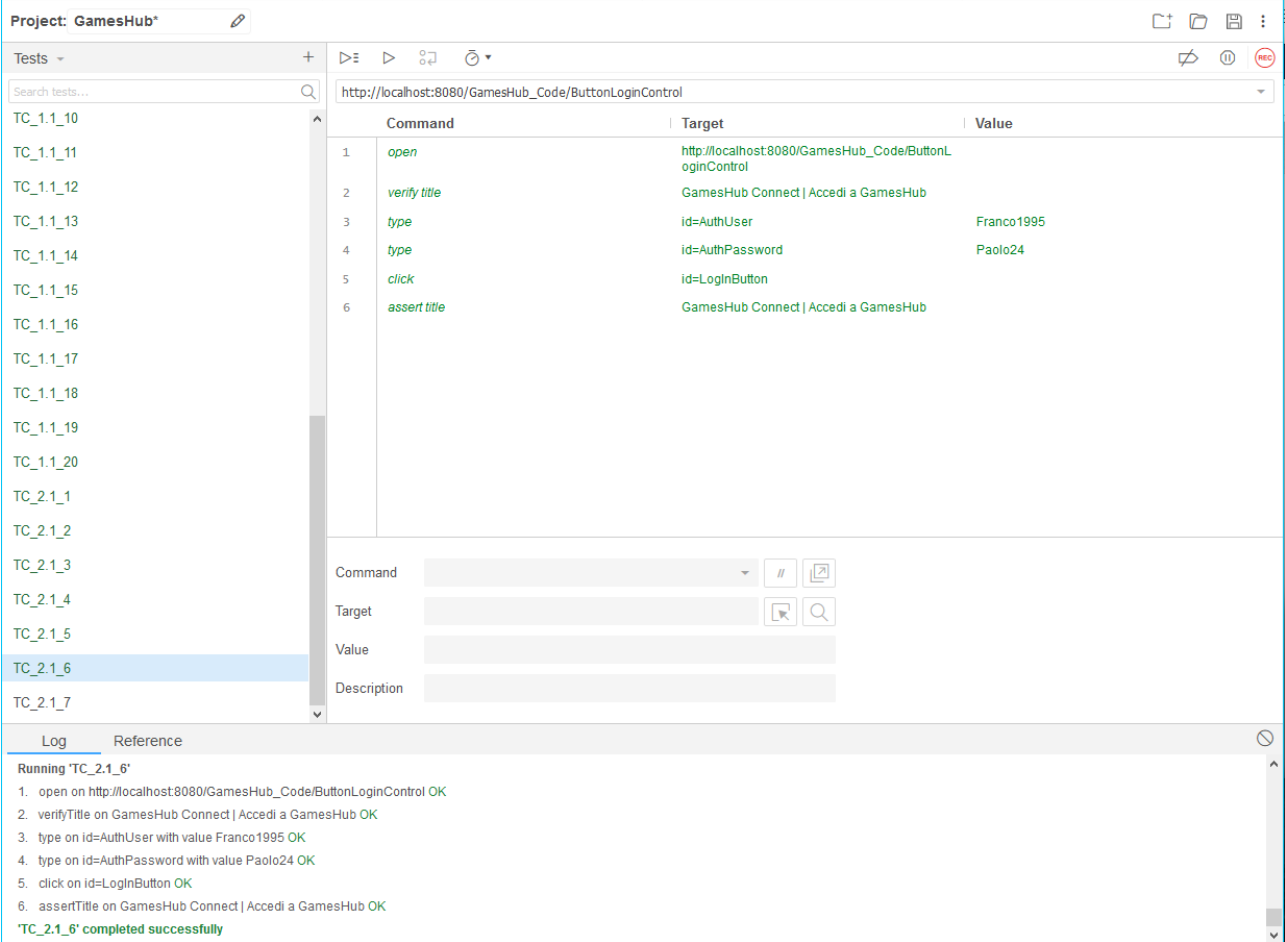 Project: GamesHub*
Tests
Search tests...
TC_1.1_10
TC_1.1_11
TC_1.1_12
TC_1.1_13
TC_1.1_14
TC_1.1_15
TC_1.1_16
TC_1.1_17
TC_1.1_18
TC_1.1_19
TC_1.1_20
TC_2.1_1
TC_2.1_2
TC_2.1_3
TC_2.1_4
TC_2.1_5
TC_2.1_6
TC_2.1_7
REC
http://localhost:8080/GamesHub_Code/ButtonLoginControl
Command Target Value
1 open http://localhost:8080/GamesHub_Code/ButtonL
oginControl
2 verify title GamesHub Connect | Accedi a GamesHub
3 type id=AuthUser Franco1995
4 type id=AuthPassword Paolo24
5 click id=LogInButton
6 assert title GamesHub Connect | Accedi a GamesHub
Command
//
Target
Value
Description
Log Reference
Running 'TC_2.1_6'
1. open on http://localhost:8080/GamesHub_Code/ButtonLoginControl OK
2. verifyTitle on GamesHub Connect | Accedi a GamesHub OK
3. type on id=AuthUser with value Franco1995 OK
4. type on id=AuthPassword with value Paolo24 OK
5. click on id=LogInButton OK
6. assertTitle on GamesHub Connect | Accedi a GamesHub OK
'TC_2.1_6' completed successfully